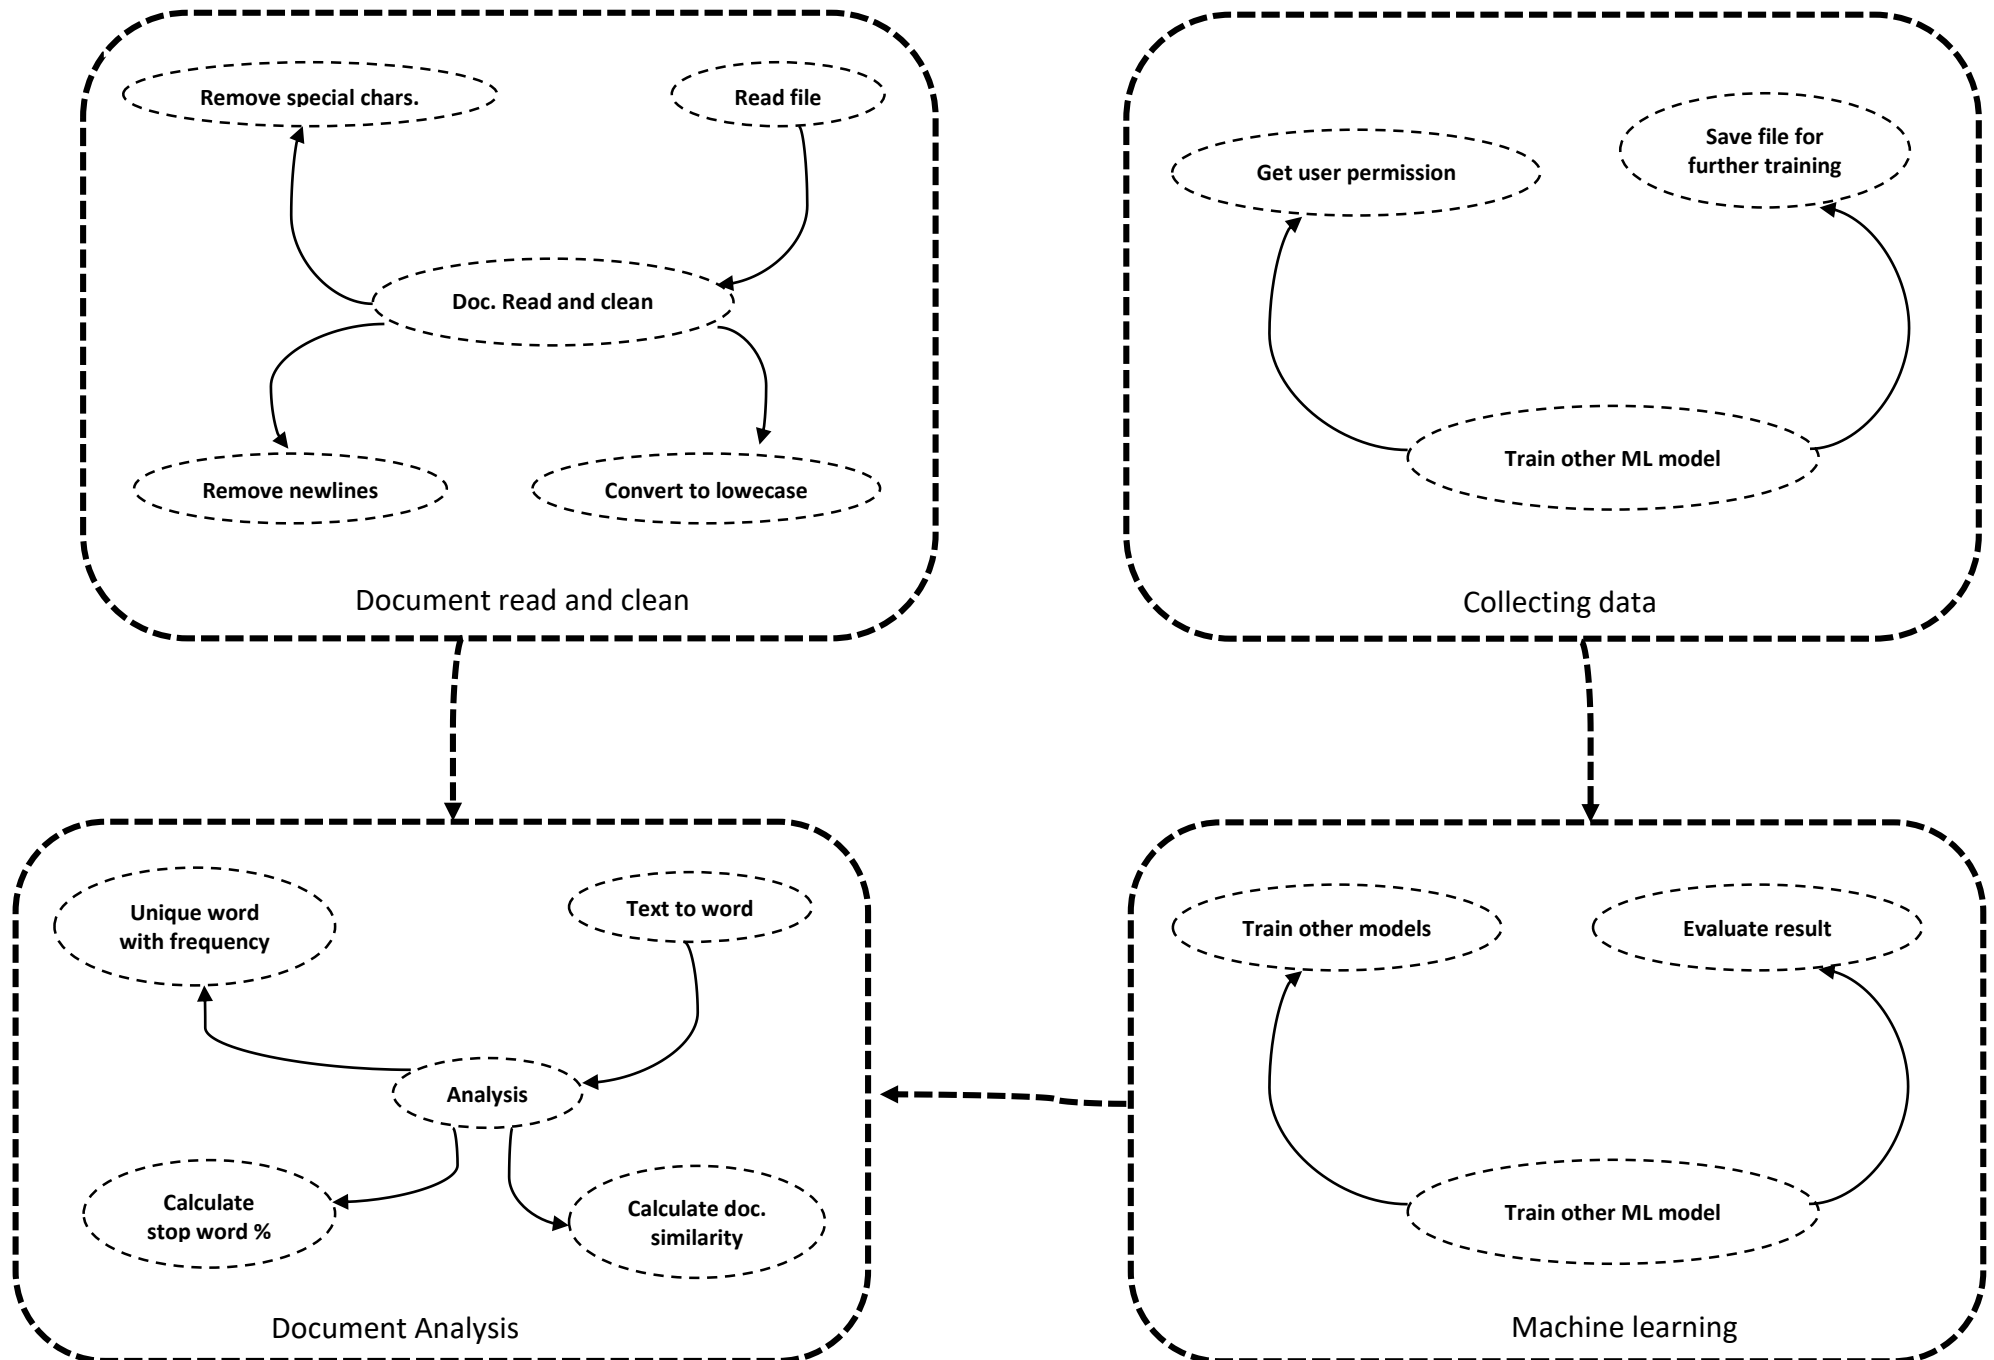 Remove special chars.
Read file
Doc. Read and clean
Remove newlines
Convert to lowecase
Document read and clean
Get user permission
Save file for
further training
Train other ML model
Collecting data
Unique word
with frequency
Text to word
Analysis
Calculate
stop word %
Calculate doc.
similarity
Document Analysis
Train other models
Evaluate result
Train other ML model
Machine learning